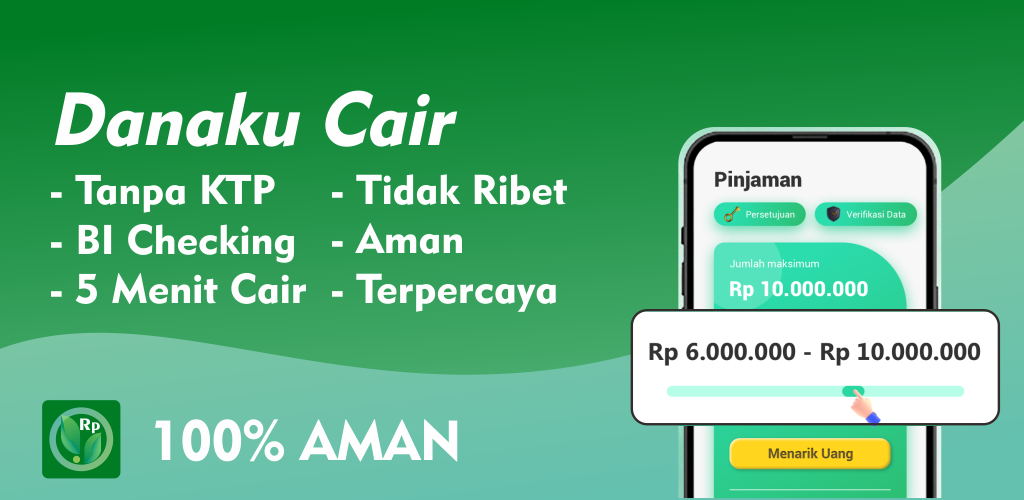 Danaku Cair
- Tanpa KTP
- BI Checking
- 5 Menit Cair
- Tidak Ribet
- Aman
- Terpercaya
Rp
100% AMAN
Pinjaman
Persetujuan
Verifikasi Data
Jumlah maksimum
Rp 10.000.000
Rp 6.000.000 - Rp 10.000.000
Menarik Uang